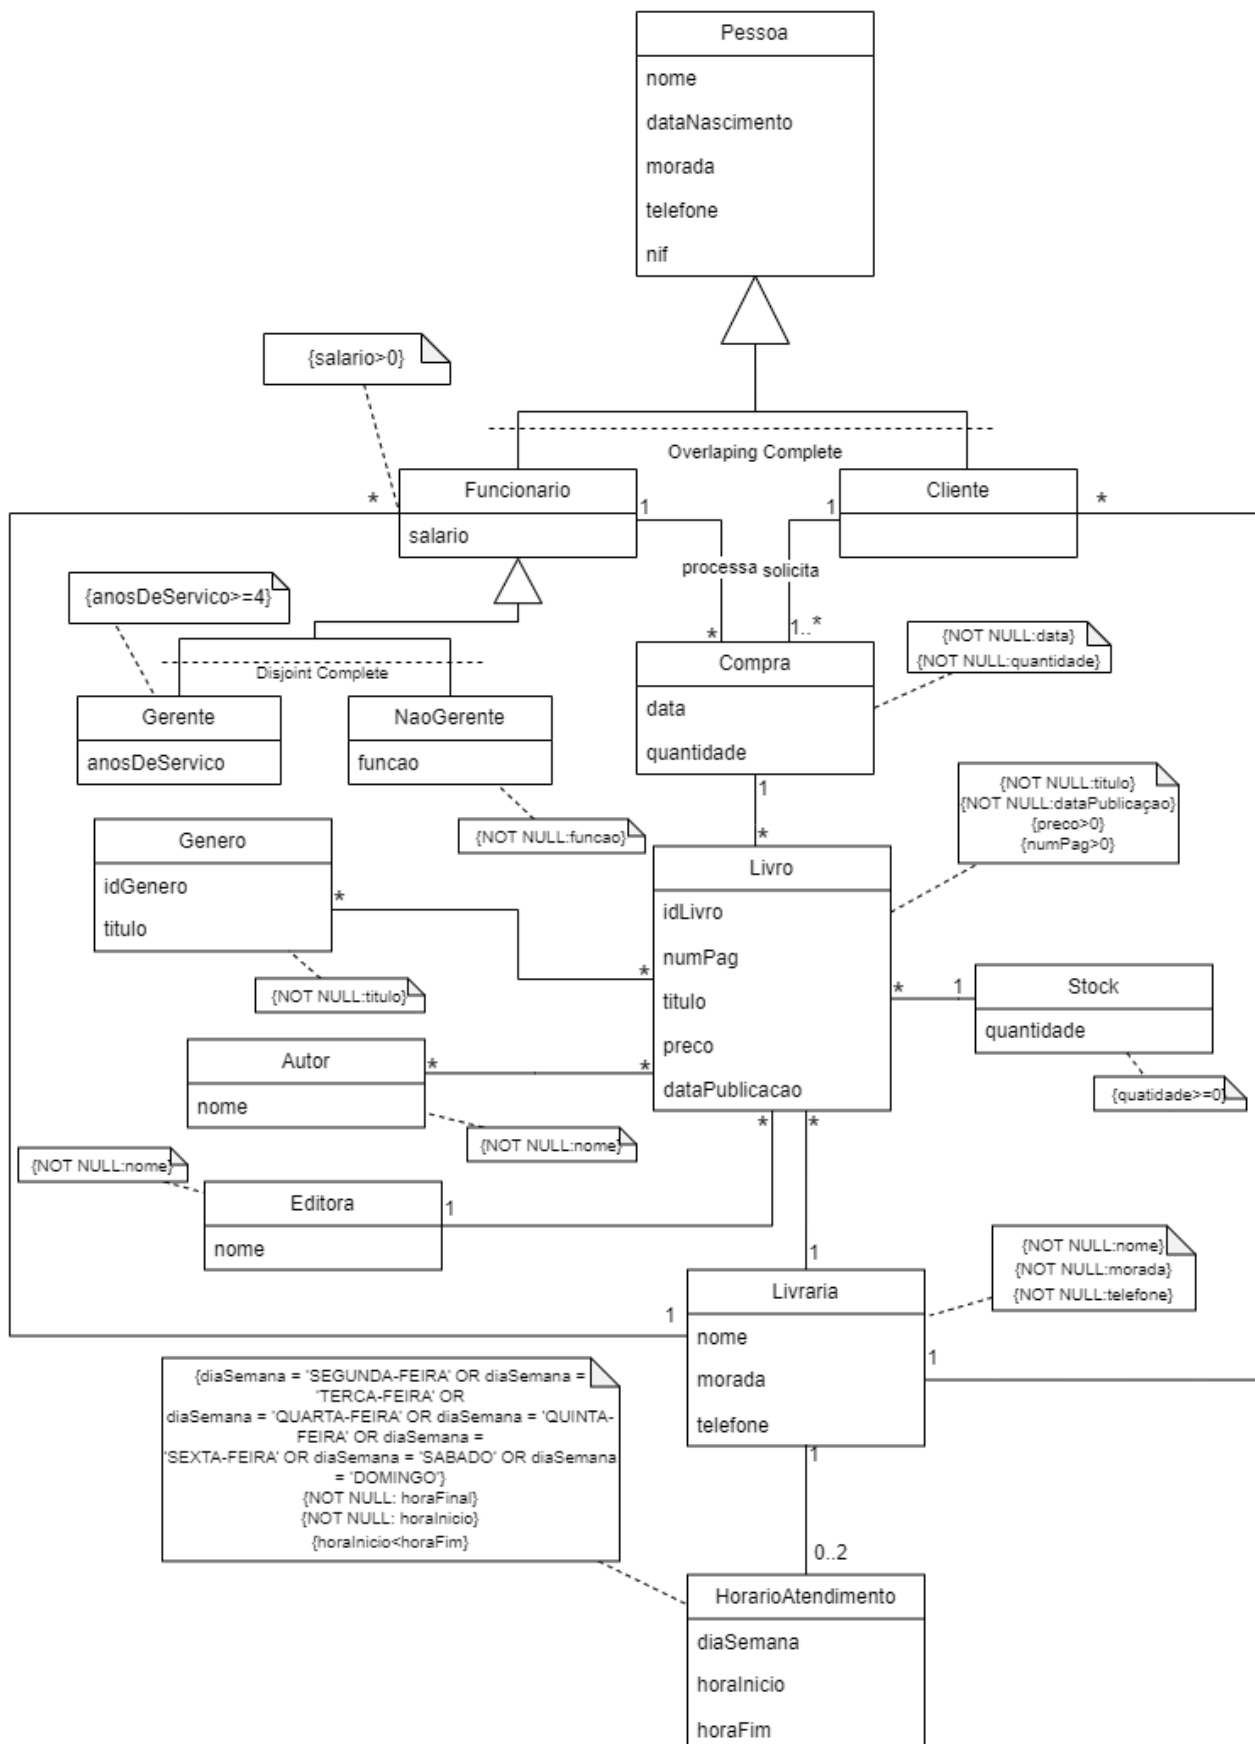 Pessoa
nome
dataNascimento
morada
telefone
nif
{salario>0}
Overlaping Complete
Funcionario
salario
Cliente
*
1
1
*
processa
solicita
*
1..*
{anosDeServico>=4}
Disjoint Complete
Gerente
anosDeServico
NaoGerente
funcao
{NOT NULL:funcao}
Compra
data
quantidade
{NOT NULL:data}
{NOT NULL:quantidade}
1
*
{NOT NULL:titulo}
{NOT NULL:dataPublicaçao}
{preco>0}
{numPag>0}
Genero
idGenero
titulo
*
{NOT NULL:titulo}
Livro
idLivro
numPag
titulo
preco
dataPublicacao
*
*
*
1
Stock
quantidade
{quatidade>=0}
Autor
nome
*
{NOT NULL:nome}
{NOT NULL:nome}
Editora
nome
1
*
*
1
{NOT NULL:nome}
{NOT NULL:morada}
{NOT NULL:telefone}
Livraria
nome
morada
telefone
1
1
1
{diaSemana = 'SEGUNDA-FEIRA' OR diaSemana =
'TERCA-FEIRA' OR
diaSemana = 'QUARTA-FEIRA' OR diaSemana = 'QUINTA-
FEIRA' OR diaSemana =
'SEXTA-FEIRA' OR diaSemana = 'SABADO' OR diaSemana
= 'DOMINGO'}
{NOT NULL: horaFinal}
{NOT NULL: horaInicio}
{horaInicio<horaFim}
0..2
HorarioAtendimento
diaSemana
horaInicio
horaFim